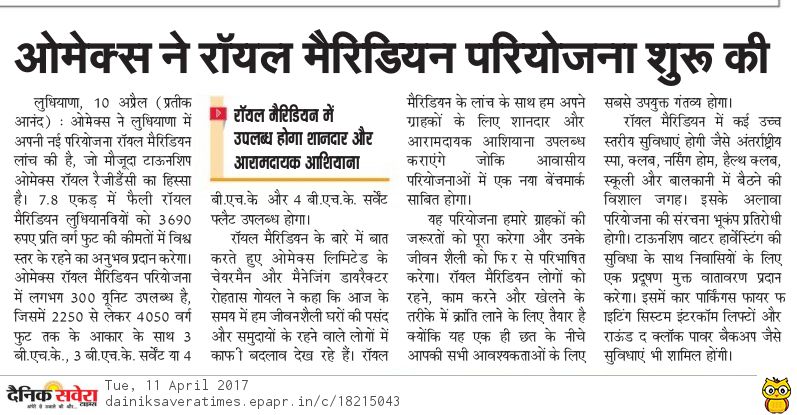 ओमेक्स ने रॉयल मैरिडियन परियोजना शुरू की
लुधियाणा, 10 अप्रैल (प्रतीक
आनंद) : ओमेक्स ने लुधियाणा में
अपनी नई परियोजना रॉयल मैरिडियन
लांच की है, जो मौजूदा टाऊनशिप
ओमेक्स रॉयल रैजीडैंसी का हिस्सा
है। 7.8 एकड़ में फैली रॉयल
मैरिडियन लुधियानवियों को 3690
रुपए प्रति वर्ग फुट की कीमतों में विश्व
स्तर के रहने का अनुभव प्रदान करेगा।
ओमेक्स रॉयल मैरिडियन परियोजना
में लगभग 300 यूनिट उपलब्ध है,
जिसमें 2250 से लेकर 4050 वर्ग
फुट तक के आकार के साथ 3
बी.एच.के., 3 बी.एच.के. सर्वेंट या 4
रॉयल मैरिडियन में
उपलब्ध होगा शानदार और
आरामदायक आशियाना
बी.एच.के और 4 बी.एच.के. सर्वेंट
फ्लैट उपलब्ध होगा।
रॉयल मैरिडियन के बारे में बात
करते हुए ओमेक्स लिमिटेड के
चेयरमैन और मैनेजिंग डायरैक्टर
रोहतास गोयल ने कहा कि आज के
समय में हम जीवनशैली घरों की पसंद
और समुदायों के रहने वाले लोगों में
काफी बदलाव देख रहे हैं। रॉयल
मैरिडियन के लांच के साथ हम अपने
ग्राहकों के लिए शानदार और
आरामदायक आशियाना उपलब्ध
कराएंगे जोकि आवासीय
परियोजनाओं में एक नया बेंचमार्क
साबित होगा।
यह परियोजना हमारे ग्राहकों की
जरूरतों को पूरा करेगा और उनके
जीवन शैली को फिर से परिभाषित
करेगा। रॉयल मैरिडियन लोगों को
रहने, काम करने और खेलने के
तरीके में क्रांति लाने के लिए तैयार है
क्योंकि यह एक ही छत के नीचे
आपकी सभी आवश्यकताओं के लिए
सबसे उपयुक्त गंतव्य होगा।
रॉयल मैरिडियन में कई उच्च
स्तरीय सुविधाएं होगी जैसे अंतर्राष्ट्रीय
स्पा, क्लब, नर्सिंग होम, हैल्थ क्लब,
स्कूली और बालकानी में बैठने की
विशाल जगह। इसके अलावा
परियोजना की संरचना भूकंप प्रतिरोधी
होगी। टाऊनशिप वाटर हार्वेस्टिंग की
सुविधा के साथ निवासियों के लिए
एक प्रदूषण मुक्त वातावरण प्रदान
करेगा। इसमें कार पार्किंगस फायर फ
इटिंग सिस्टम इंटरकॉम लिफ्टों और
राऊंड द क्लॉक पावर बैकअप जैसे
सुविधाएं भी शामिल होंगी।
दैनिक सवेरा
टाइम्स
अंधेरे से उजाले की ओर...
Tue, 11 April 2017
dainiksaveratimes.epapr.in/c/18215043